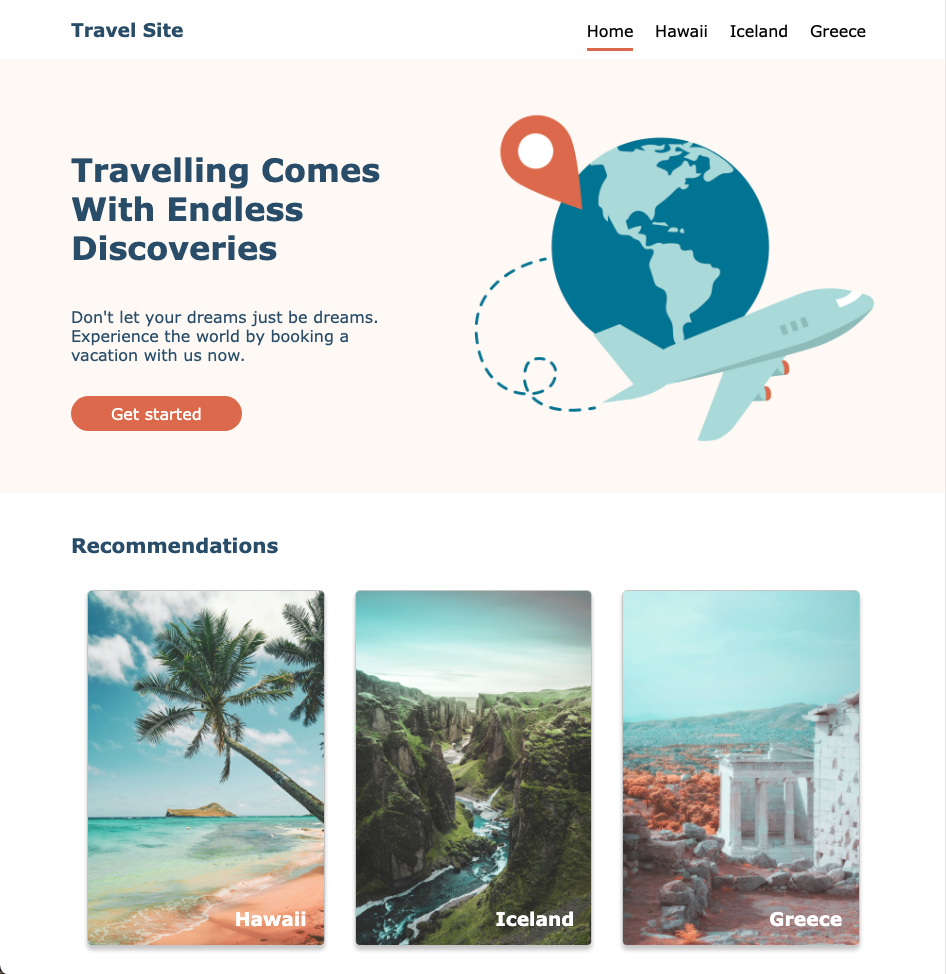 Travel Site
Home Hawaii Iceland Greece
Travelling Comes
With Endless
Discoveries
Don't let your dreams just be dreams.
Experience the world by booking a
vacation with us now.
Get started
Recommendations
Hawaii
Iceland
Greece